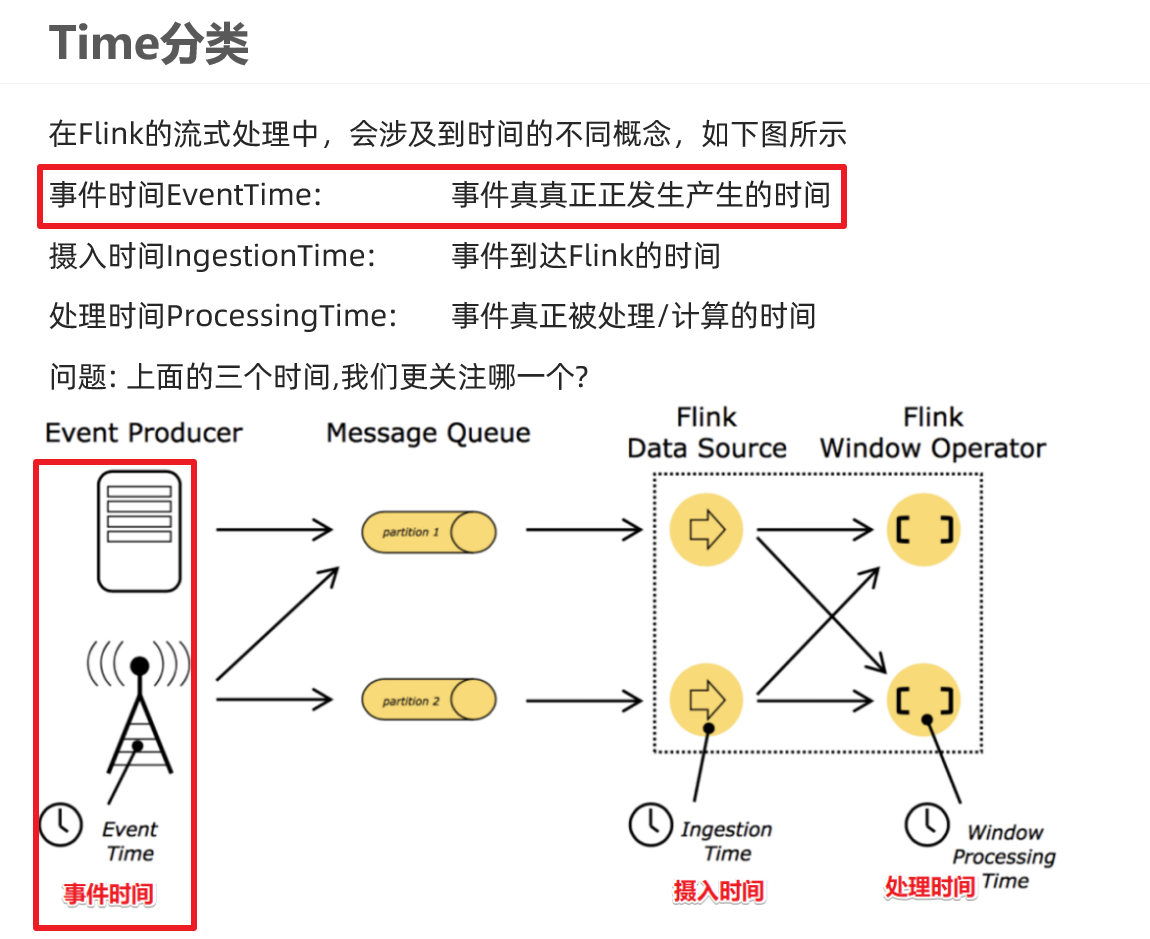 Time分类
在Flink的流式处理中，会涉及到时间的不同概念，如下图所示
事件时间EventTime: 事件真真正正发生产生的时间
摄入时间IngestionTime: 事件到达Flink的时间
处理时间ProcessingTime: 事件真正被处理/计算的时间
问题: 上面的三个时间,我们更关注哪一个?
Event Producer
Message Queue
Flink
Data Source
Flink
Window Operator
partition 1
partition 2
Event
Time
事件时间
Ingestion
Time
摄入时间
Window
Processing
Time
处理时间